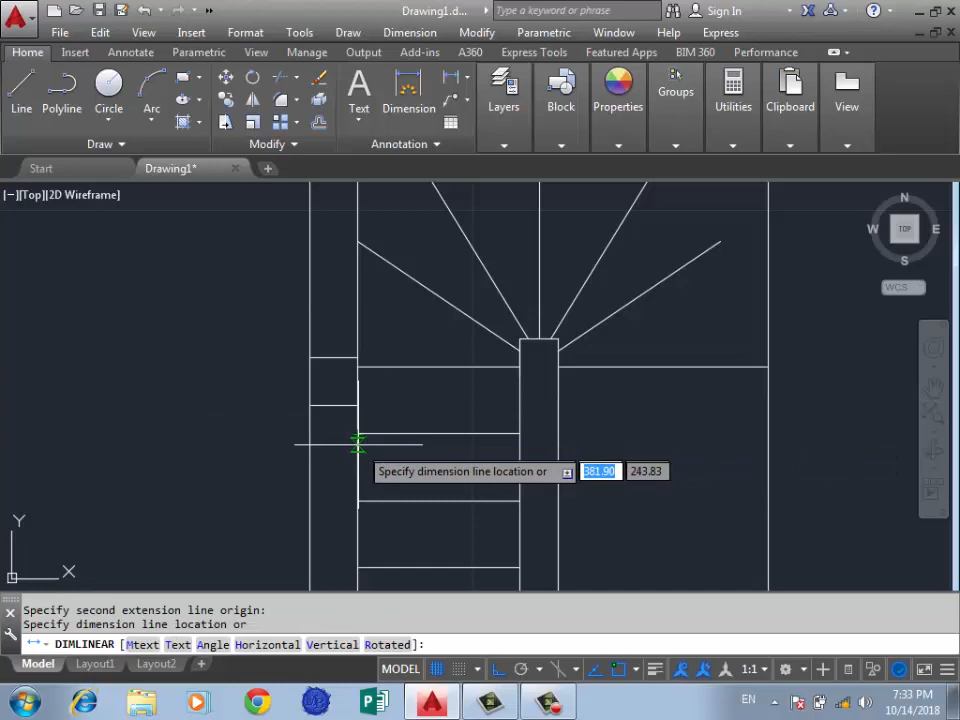 Drawing1.d...
Type a keyword or phrase
Sign In
File Edit View Insert Format Tools Draw Dimension Modify Parametric Window Help Express
Home Insert Annotate Parametric View Manage Output Add-ins A360 Express Tools Featured Apps BIM 360 Performance
Line Polyline Circle Arc Text Dimension Layers Block Properties Groups Utilities Clipboard View
Draw Modify Annotation
Start Drawing1*
[−][Top][2D Wireframe]
N
W TOP E
S
WCS
Specify dimension line location or 381.90 243.83
Y
X
Specify second extension line origin:
Specify dimension line location or
DIMLINEAR [Mtext Text Angle Horizontal Vertical Rotated]:
Model Layout1 Layout2 +
MODEL 1:1
EN 7:33 PM
10/14/2018